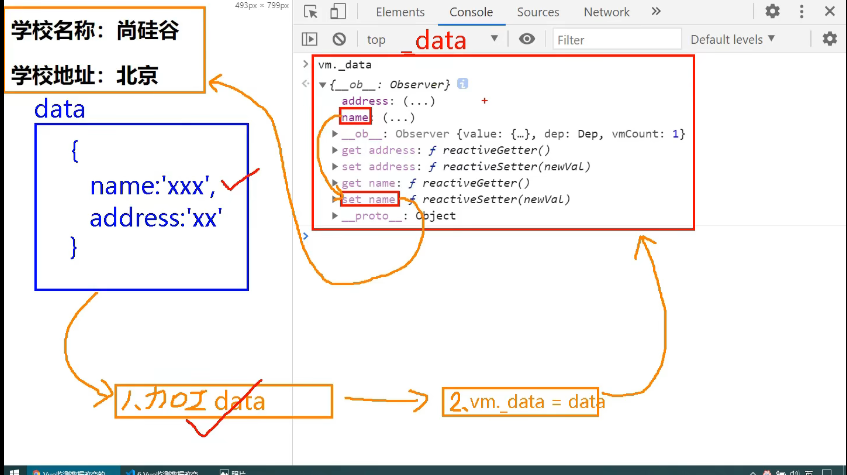 493px × 799px
学校名称：尚硅谷
学校地址：北京
data
{
name:'xxx',
address:'xx'
}
1.加工 data
2.vm._data = data
Elements Console Sources Network »
top _data Filter Default levels ▼
> vm._data
▼{__ob__: Observer} i
address: (...)
name: (...)
▶ __ob__: Observer {value: {…}, dep: Dep, vmCount: 1}
▶ get address: ƒ reactiveGetter()
▶ set address: ƒ reactiveSetter(newVal)
▶ get name: ƒ reactiveGetter()
▶ set name: ƒ reactiveSetter(newVal)
▶ __proto__: Object
>